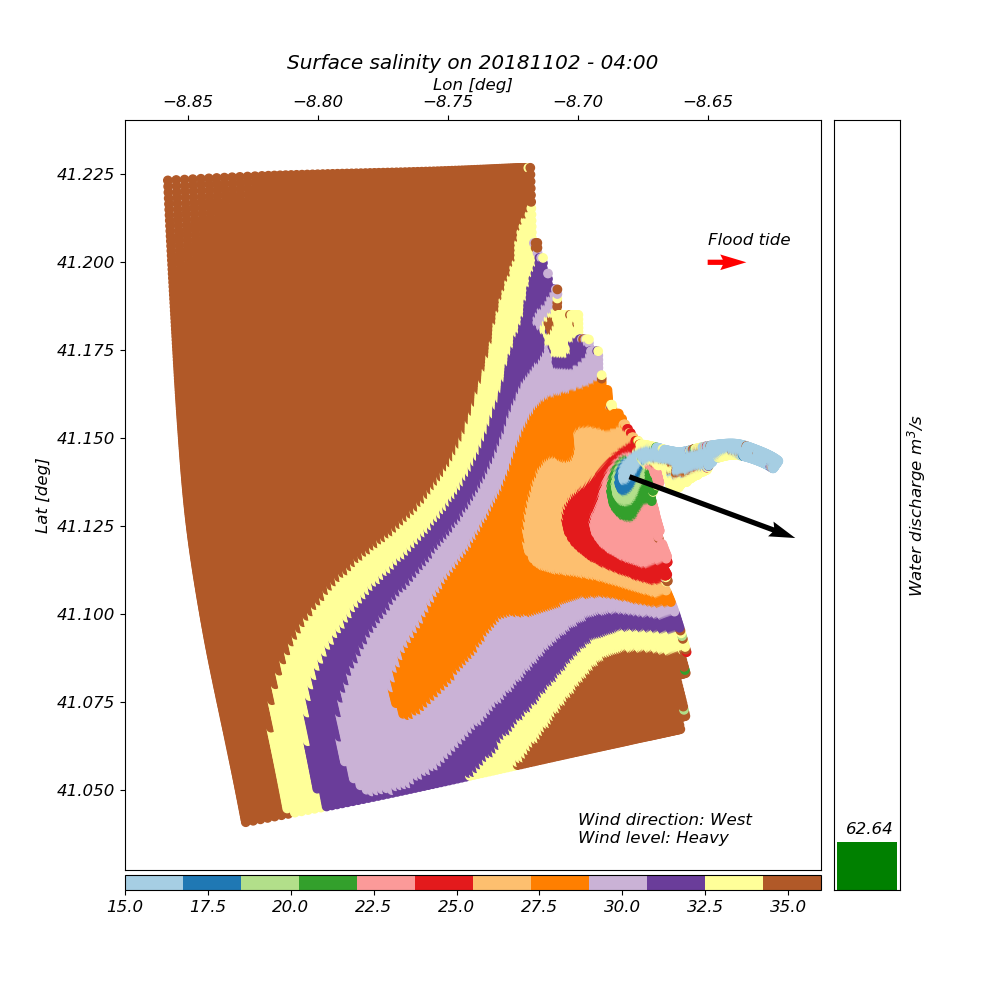 Surface salinity on 20181102 - 04:00
Lon [deg]
−8.85 −8.80 −8.75 −8.70 −8.65
41.225
41.200
41.175
41.150
41.125
41.100
41.075
41.050
Lat [deg]
Flood tide
Wind direction: West
Wind level: Heavy
15.0 17.5 20.0 22.5 25.0 27.5 30.0 32.5 35.0
62.64
Water discharge m³/s